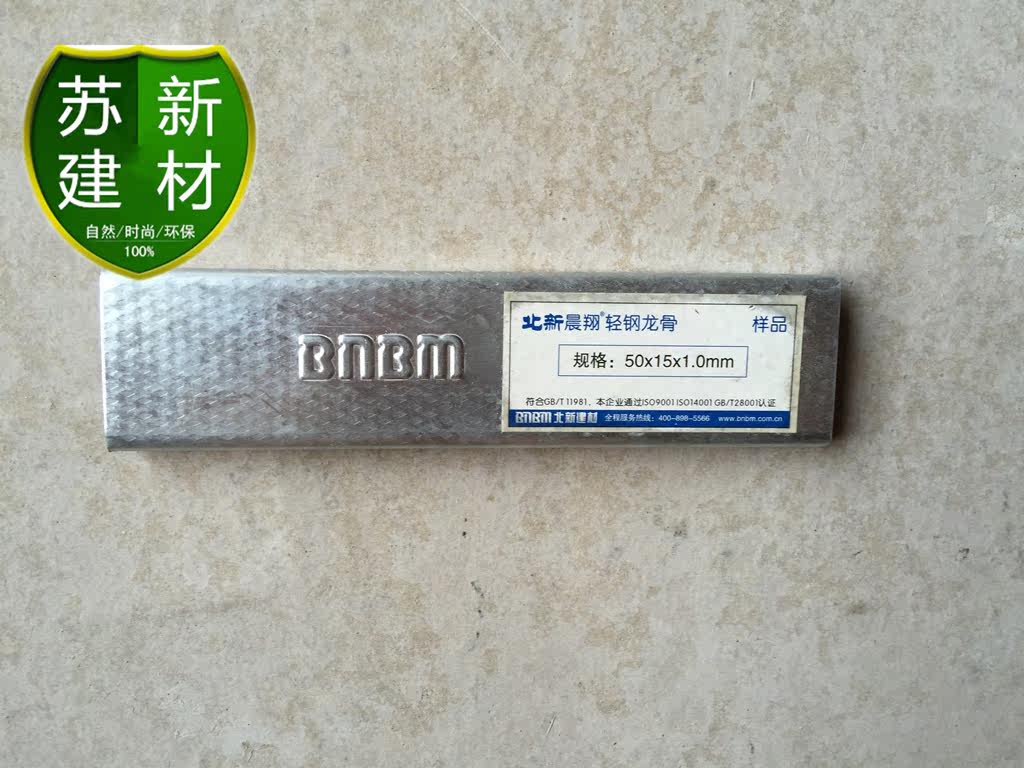 苏新
建材
自然/时尚/环保
100%
BNBM
北新晨翔®轻钢龙骨 样品
规格：50x15x1.0mm
符合GB/T11981，本企业通过ISO9001 ISO14001 GB/T28001认证
BNBM 北新建材 全程服务热线：400-898-5566 www.bnbm.com.cn